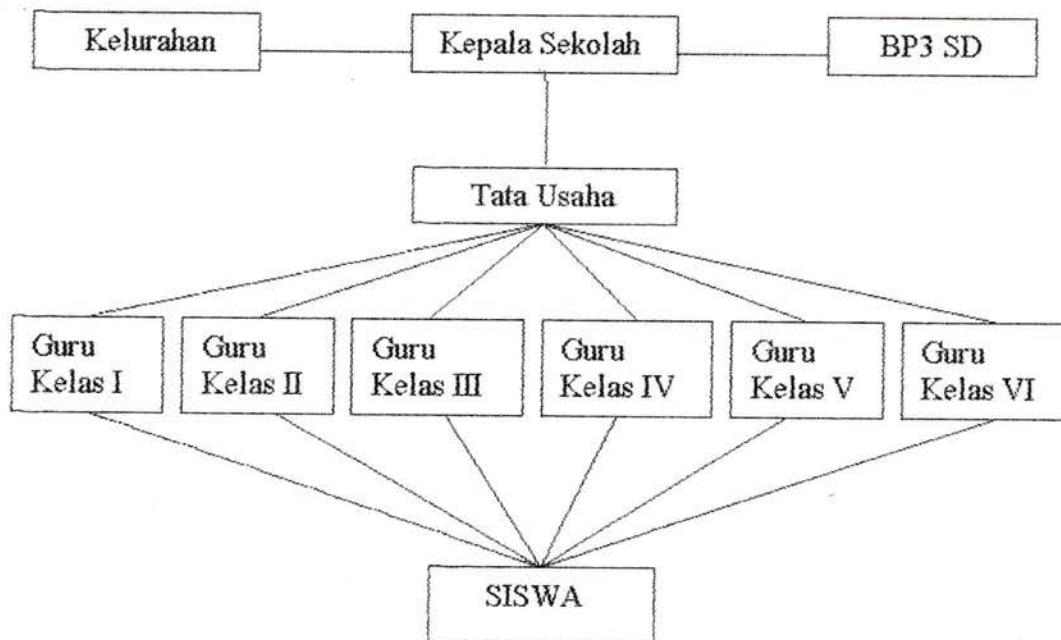 Kelurahan
Kepala Sekolah
BP3 SD
Tata Usaha
Guru
Kelas I
Guru
Kelas II
Guru
Kelas III
Guru
Kelas IV
Guru
Kelas V
Guru
Kelas VI
SISWA